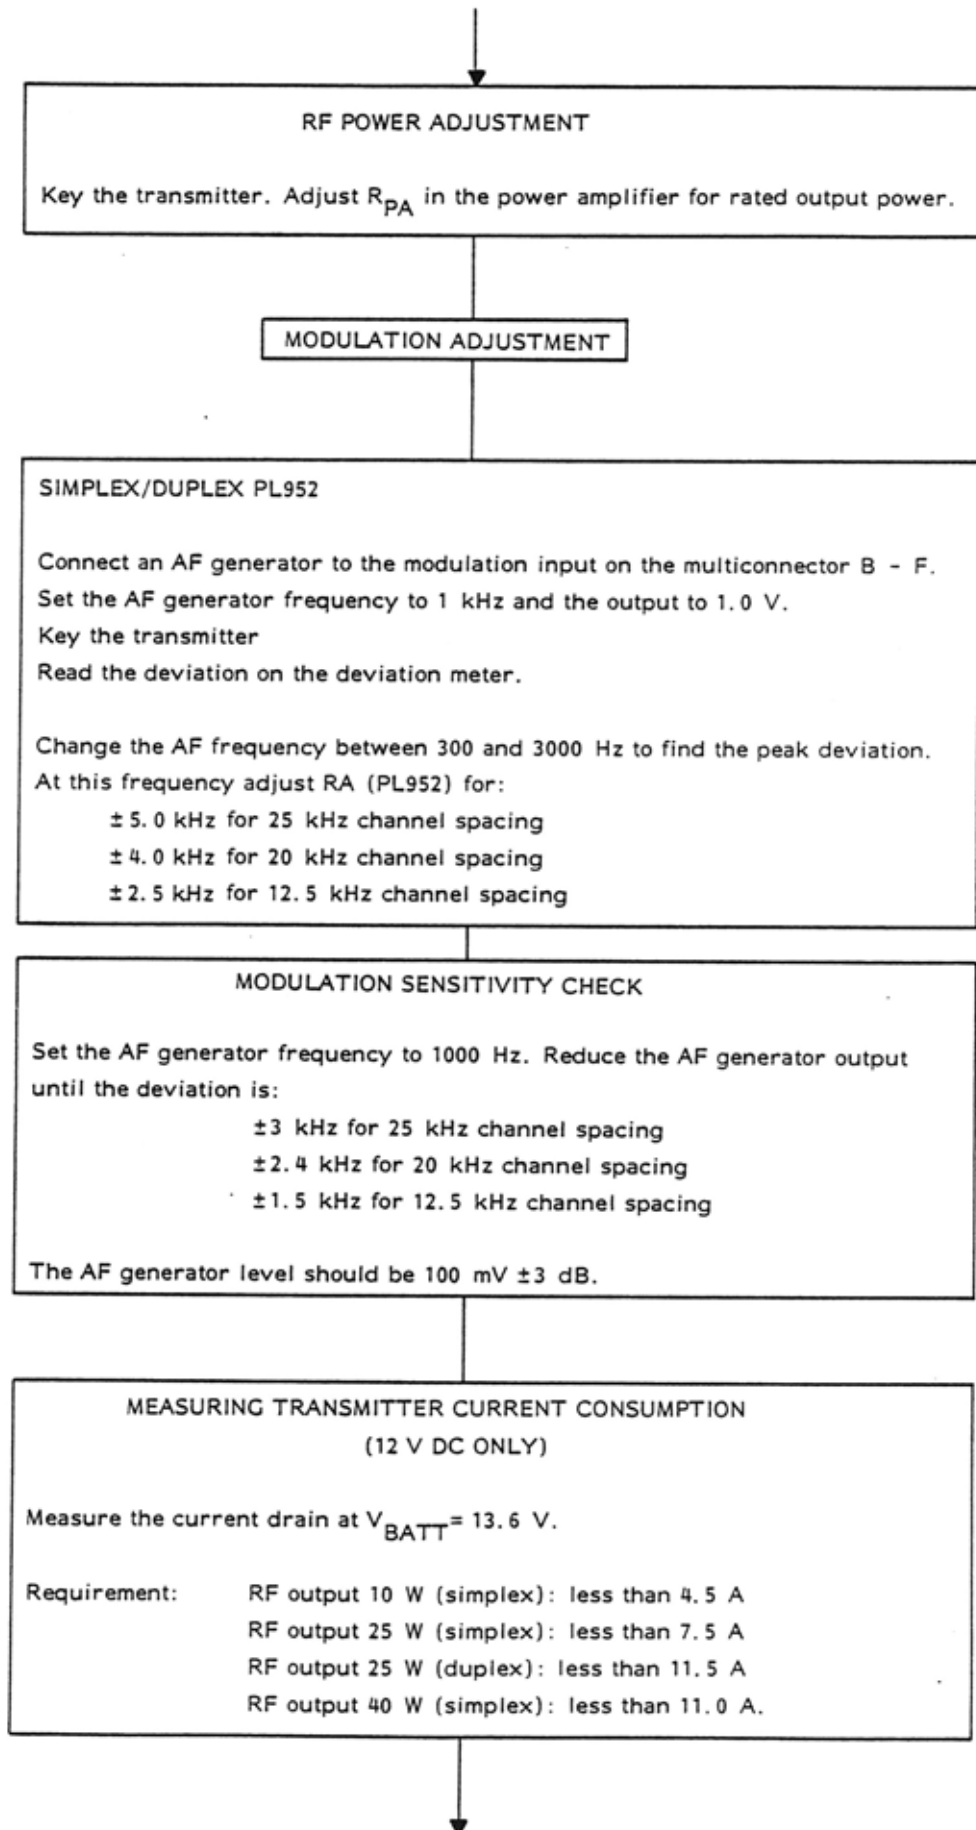 RF POWER ADJUSTMENT
Key the transmitter. Adjust RPA in the power amplifier for rated output power.
MODULATION ADJUSTMENT
SIMPLEX/DUPLEX PL952
Connect an AF generator to the modulation input on the multiconnector B - F.
Set the AF generator frequency to 1 kHz and the output to 1.0 V.
Key the transmitter
Read the deviation on the deviation meter.
Change the AF frequency between 300 and 3000 Hz to find the peak deviation.
At this frequency adjust RA (PL952) for:
±5.0 kHz for 25 kHz channel spacing
±4.0 kHz for 20 kHz channel spacing
±2.5 kHz for 12.5 kHz channel spacing
MODULATION SENSITIVITY CHECK
Set the AF generator frequency to 1000 Hz. Reduce the AF generator output
until the deviation is:
±3 kHz for 25 kHz channel spacing
±2.4 kHz for 20 kHz channel spacing
±1.5 kHz for 12.5 kHz channel spacing
The AF generator level should be 100 mV ±3 dB.
MEASURING TRANSMITTER CURRENT CONSUMPTION
(12 V DC ONLY)
Measure the current drain at VBATT= 13.6 V.
Requirement: RF output 10 W (simplex): less than 4.5 A
RF output 25 W (simplex): less than 7.5 A
RF output 25 W (duplex): less than 11.5 A
RF output 40 W (simplex): less than 11.0 A.